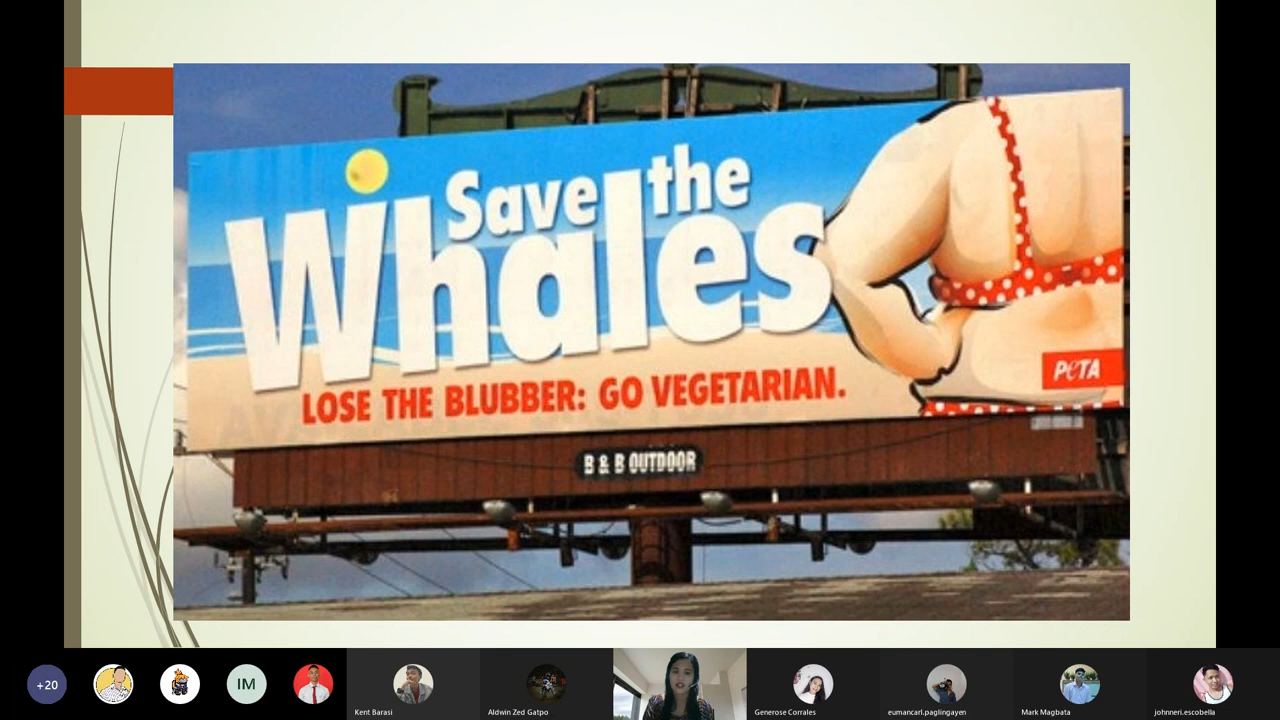 Save the
Whales
LOSE THE BLUBBER: GO VEGETARIAN.
PeTA
B & B OUTDOOR
+20
IM
Kent Barasi
Aldwin Zed Gatpo
Generose Corrales
eumancarl.paglingayen
Mark Magbata
johnneri.escobella